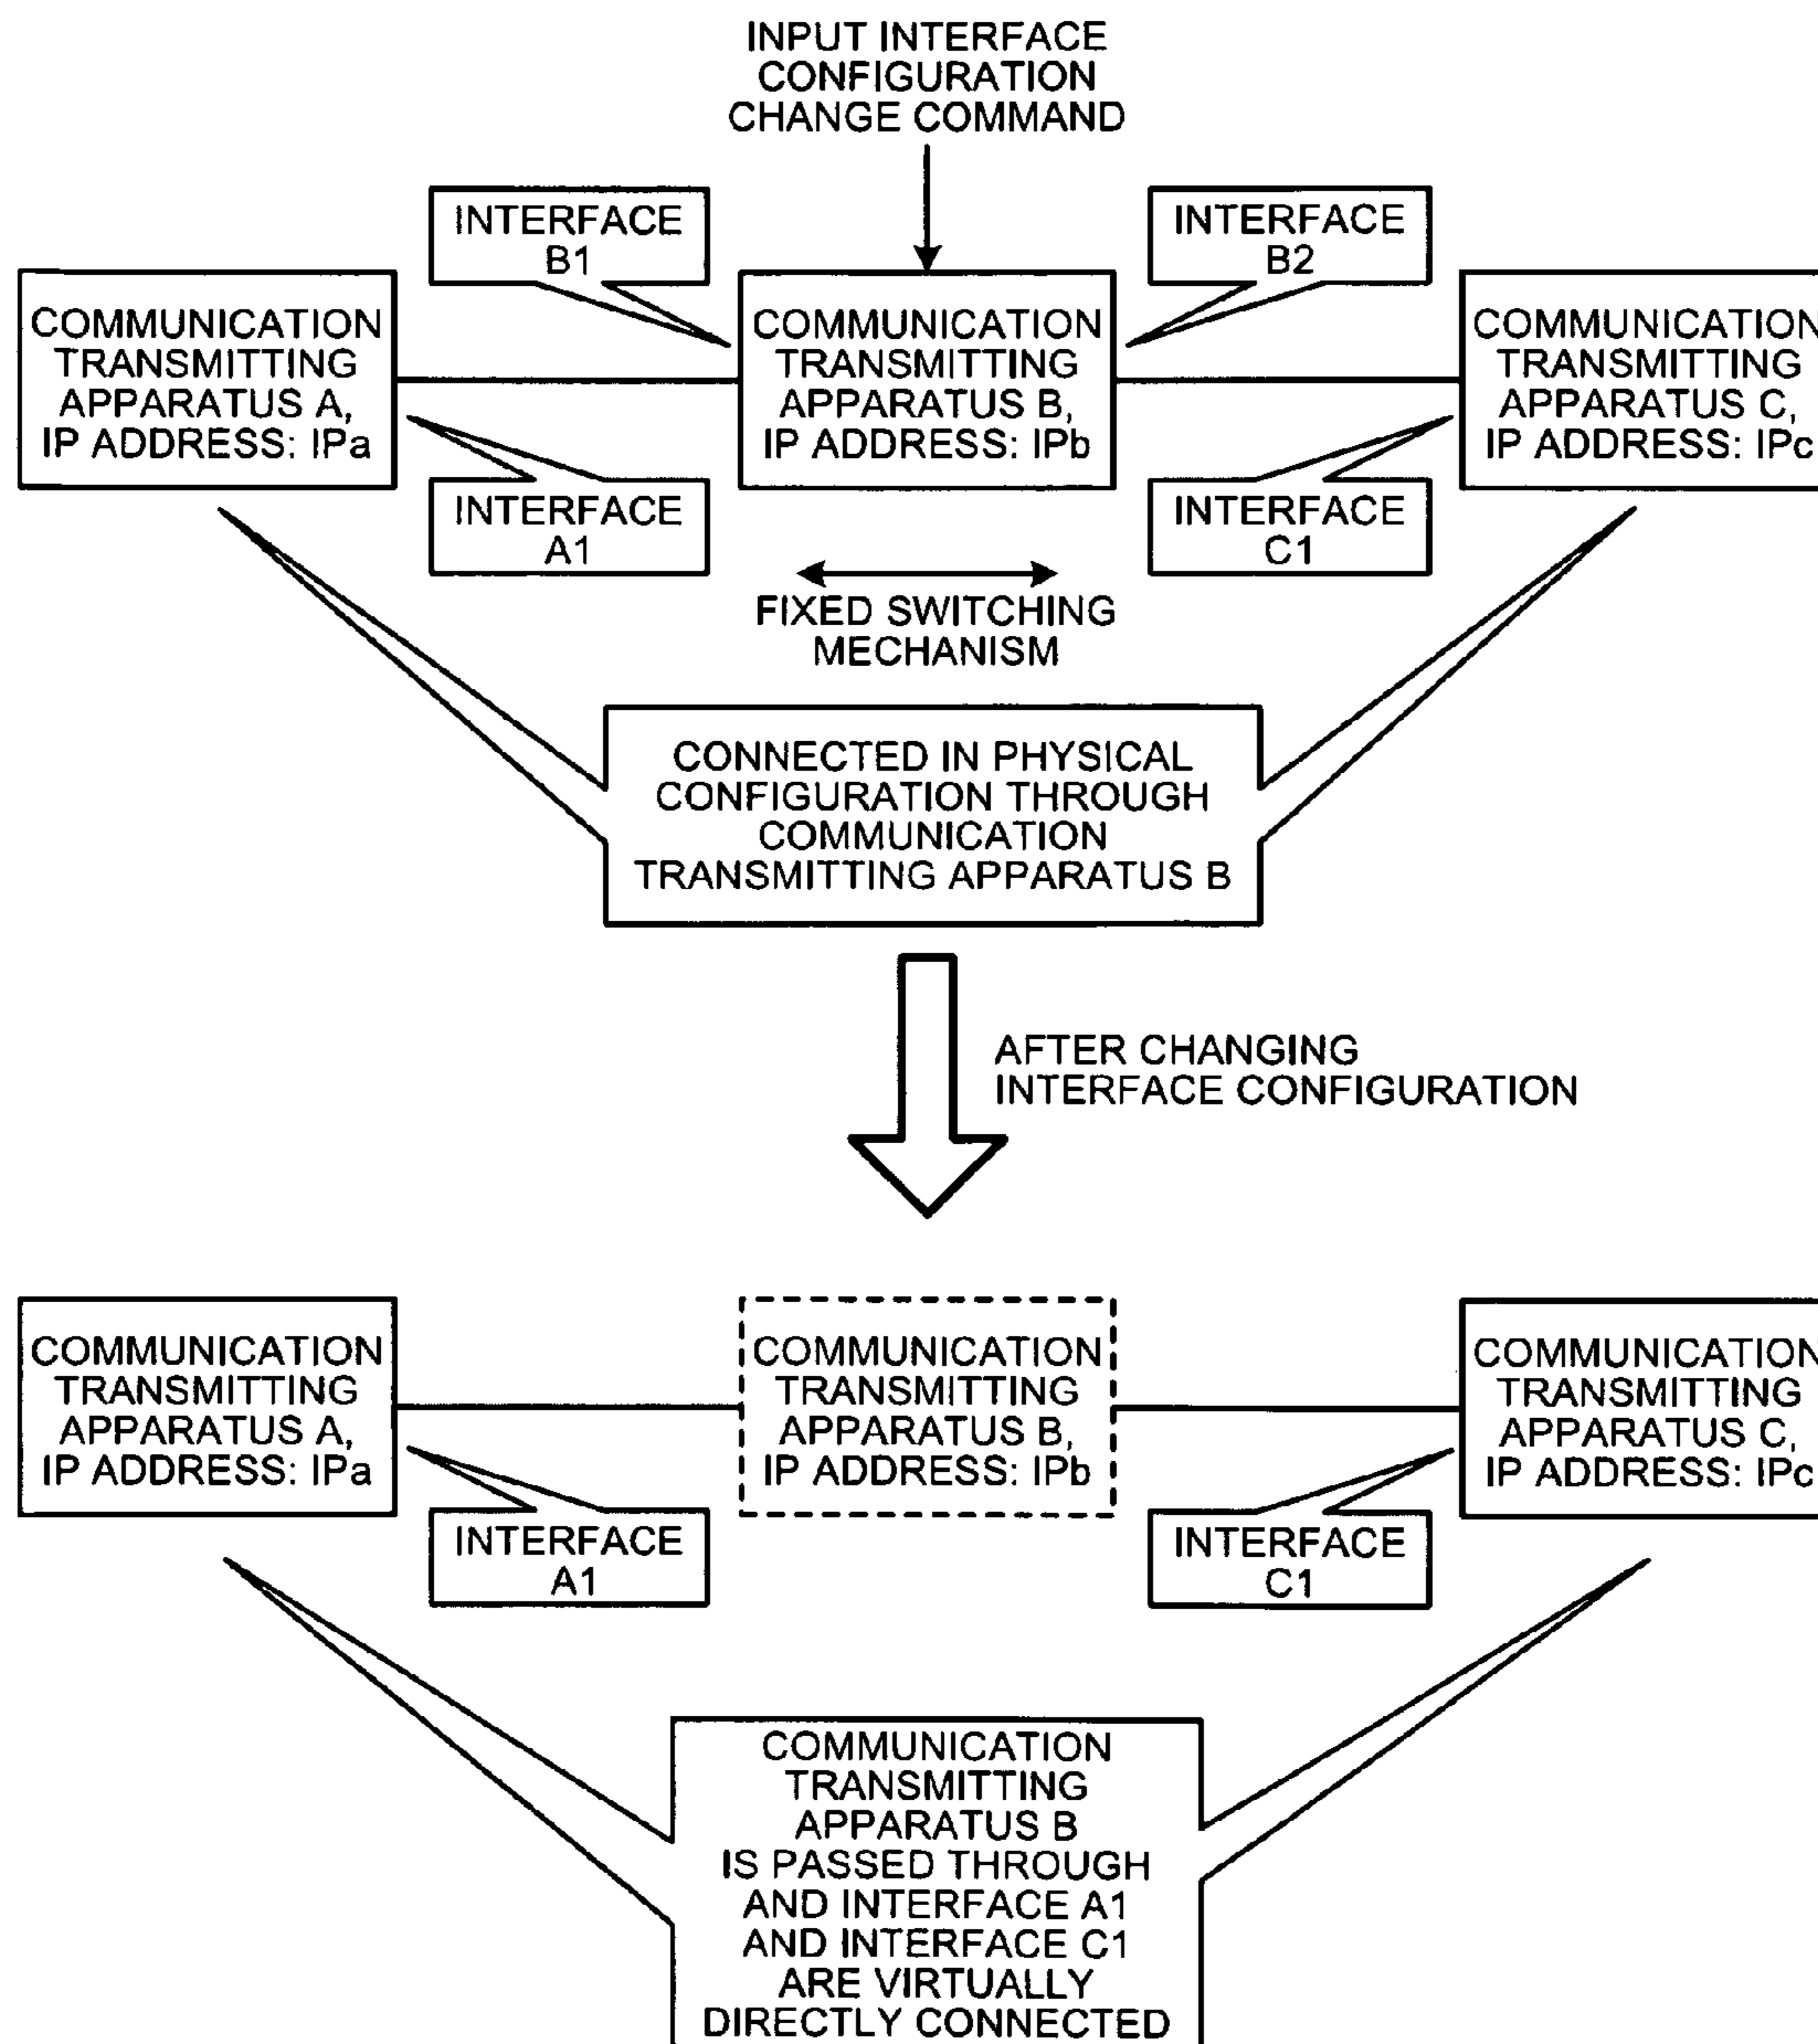 INPUT INTERFACE
CONFIGURATION
CHANGE COMMAND
INTERFACE
B1
INTERFACE
B2
COMMUNICATION
TRANSMITTING
APPARATUS A,
IP ADDRESS: IPa
COMMUNICATION
TRANSMITTING
APPARATUS B,
IP ADDRESS: IPb
COMMUNICATION
TRANSMITTING
APPARATUS C,
IP ADDRESS: IPc
INTERFACE
A1
INTERFACE
C1
FIXED SWITCHING
MECHANISM
CONNECTED IN PHYSICAL
CONFIGURATION THROUGH
COMMUNICATION
TRANSMITTING APPARATUS B
AFTER CHANGING
INTERFACE CONFIGURATION
COMMUNICATION
TRANSMITTING
APPARATUS A,
IP ADDRESS: IPa
COMMUNICATION
TRANSMITTING
APPARATUS B,
IP ADDRESS: IPb
COMMUNICATION
TRANSMITTING
APPARATUS C,
IP ADDRESS: IPc
INTERFACE
A1
INTERFACE
C1
COMMUNICATION
TRANSMITTING
APPARATUS B
IS PASSED THROUGH
AND INTERFACE A1
AND INTERFACE C1
ARE VIRTUALLY
DIRECTLY CONNECTED